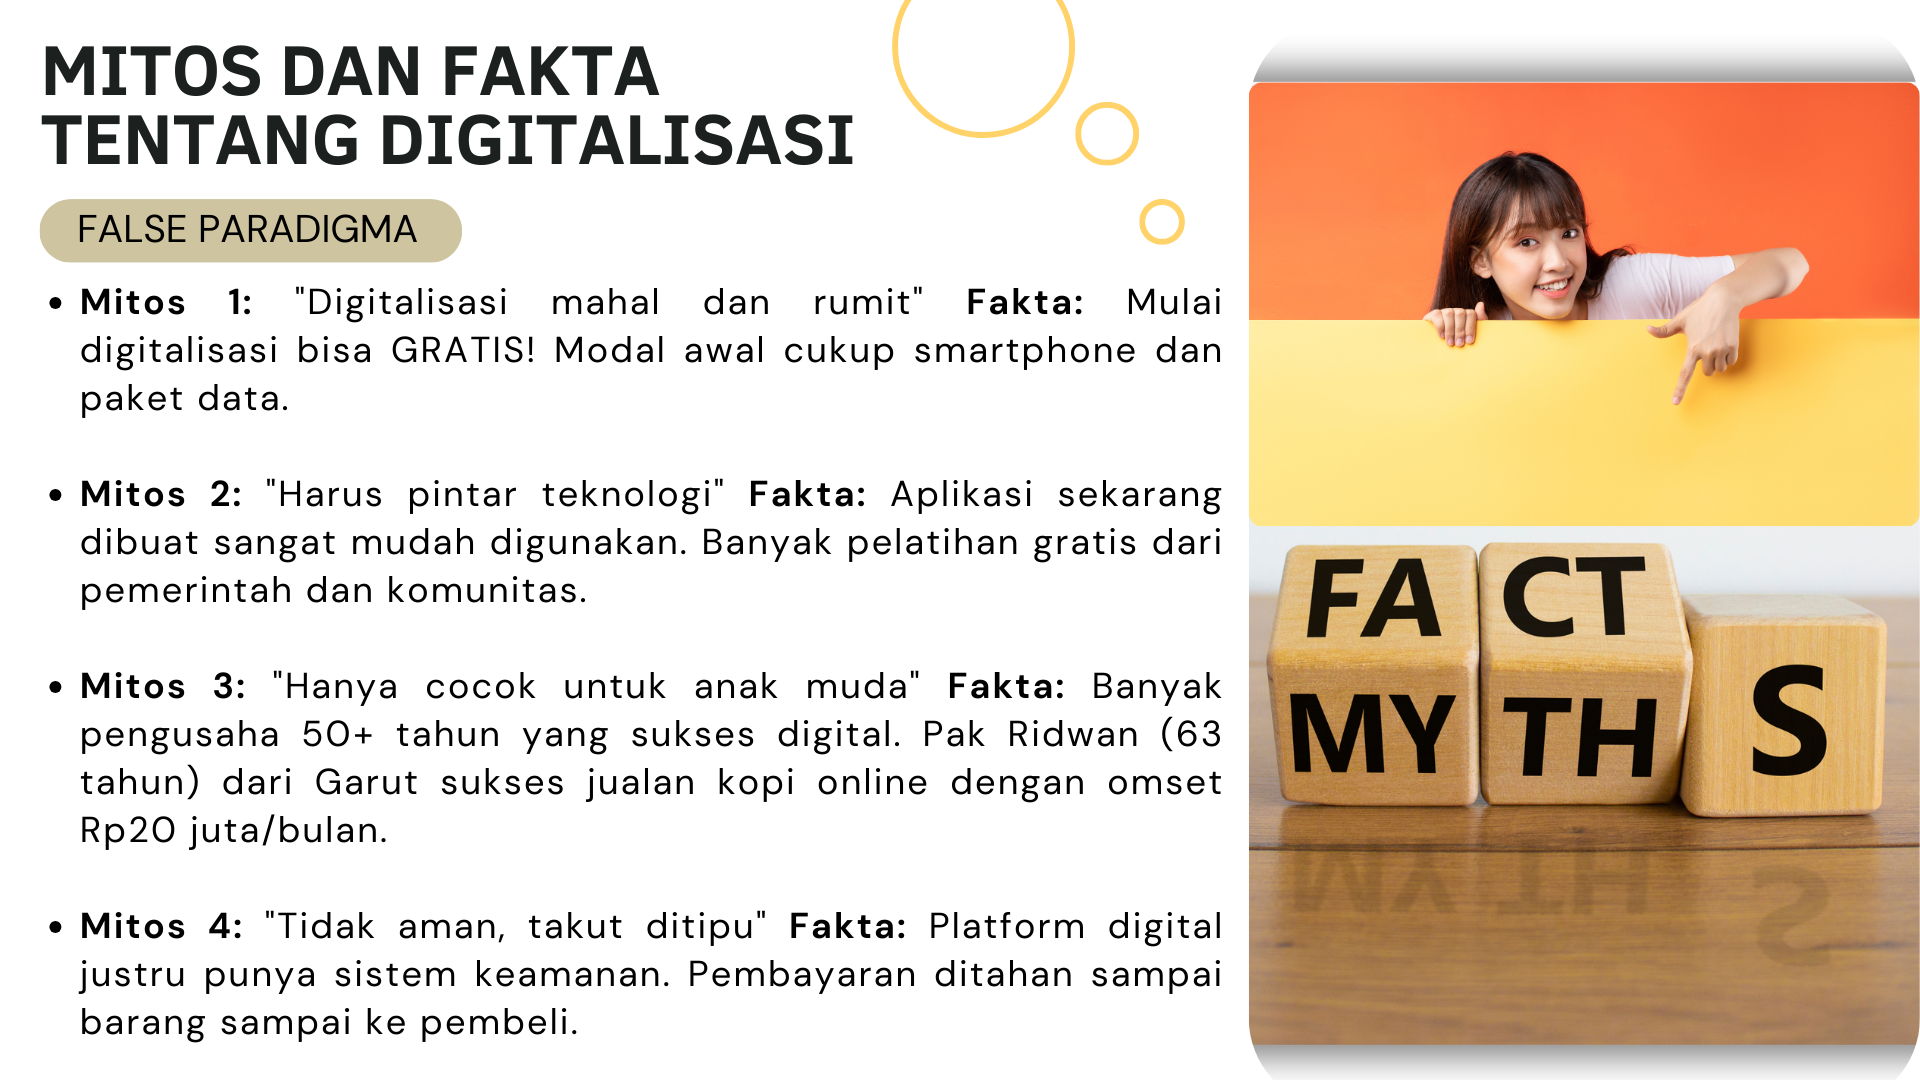 MITOS DAN FAKTA
TENTANG DIGITALISASI
FALSE PARADIGMA
• Mitos 1: "Digitalisasi mahal dan rumit" Fakta: Mulai
digitalisasi bisa GRATIS! Modal awal cukup smartphone dan
paket data.
• Mitos 2: "Harus pintar teknologi" Fakta: Aplikasi sekarang
dibuat sangat mudah digunakan. Banyak pelatihan gratis dari
pemerintah dan komunitas.
• Mitos 3: "Hanya cocok untuk anak muda" Fakta: Banyak
pengusaha 50+ tahun yang sukses digital. Pak Ridwan (63
tahun) dari Garut sukses jualan kopi online dengan omset
Rp20 juta/bulan.
• Mitos 4: "Tidak aman, takut ditipu" Fakta: Platform digital
justru punya sistem keamanan. Pembayaran ditahan sampai
barang sampai ke pembeli.
FACT
MYTH S